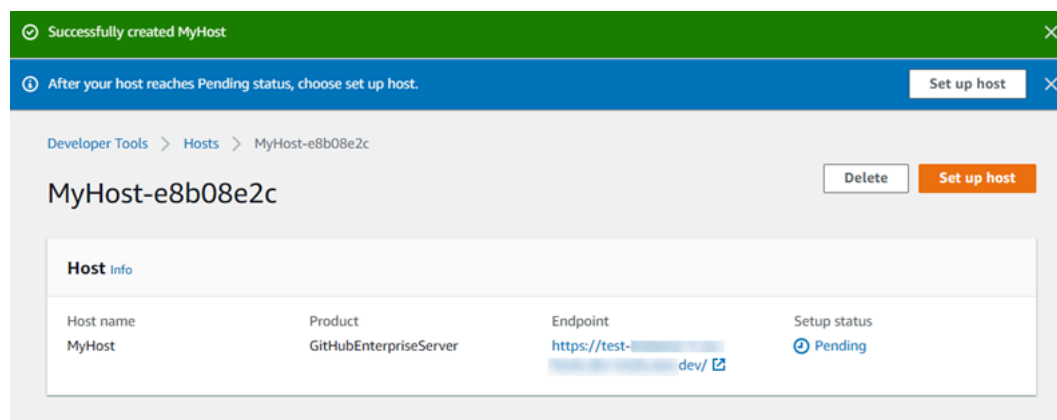 Successfully created MyHost
After your host reaches Pending status, choose set up host.
Set up host
Developer Tools > Hosts > MyHost-e8b08e2c
MyHost-e8b08e2c
Delete
Set up host
Host Info
Host name
MyHost
Product
GitHubEnterpriseServer
Endpoint
https://test-
dev/
Setup status
Pending